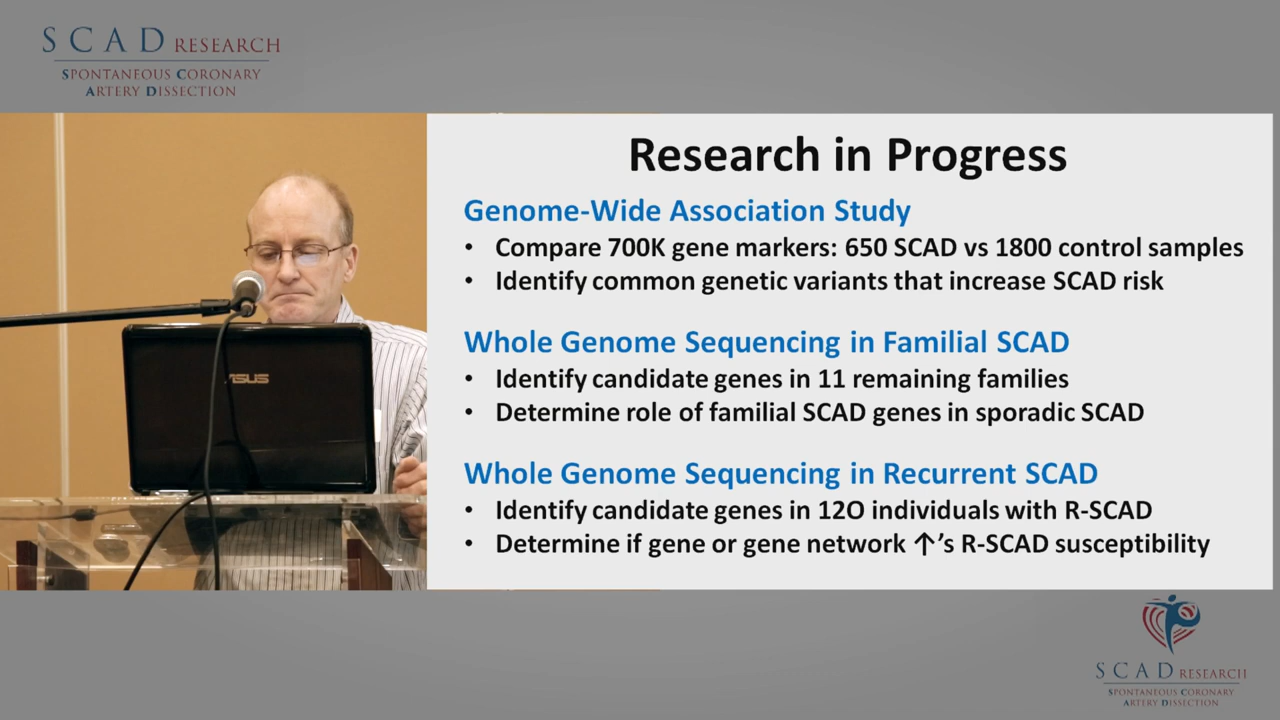 SCAD RESEARCH
SPONTANEOUS CORONARY
ARTERY DISSECTION
ASUS
Research in Progress
Genome-Wide Association Study
• Compare 700K gene markers: 650 SCAD vs 1800 control samples
• Identify common genetic variants that increase SCAD risk
Whole Genome Sequencing in Familial SCAD
• Identify candidate genes in 11 remaining families
• Determine role of familial SCAD genes in sporadic SCAD
Whole Genome Sequencing in Recurrent SCAD
• Identify candidate genes in 12O individuals with R-SCAD
• Determine if gene or gene network ↑’s R-SCAD susceptibility
SCAD RESEARCH
SPONTANEOUS CORONARY
ARTERY DISSECTION